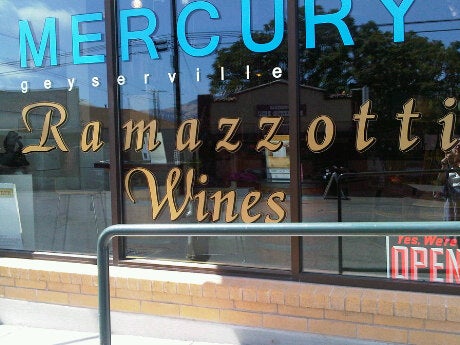 MERCURY
geyserville
Ramazzotti
Wines
Yes, We're
OPEN